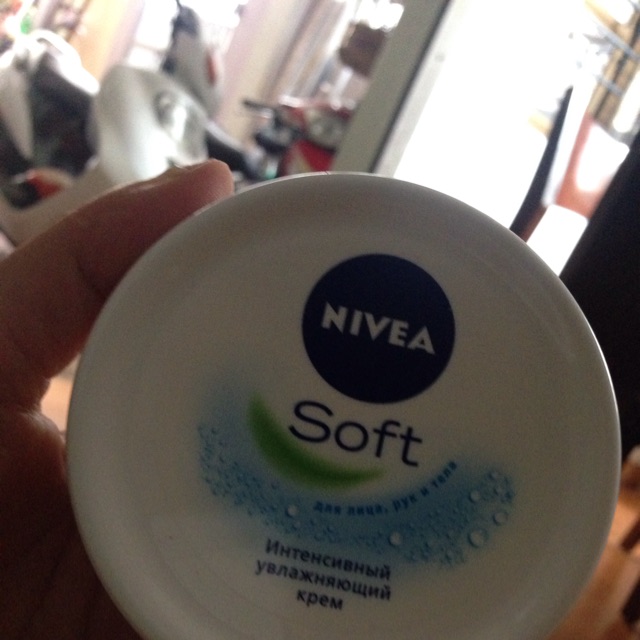 NIVEA
Soft
для лица, рук и тела
Интенсивный
увлажняющий
крем